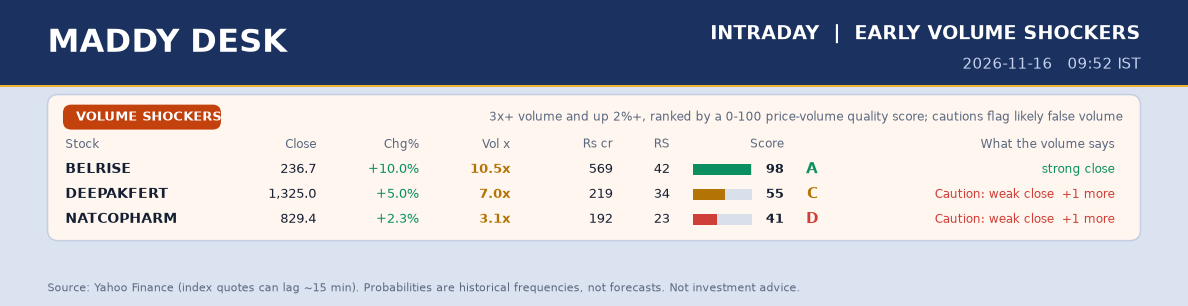 MADDY DESK
INTRADAY | EARLY VOLUME SHOCKERS
2026-11-16 09:52 IST
VOLUME SHOCKERS
3x+ volume and up 2%+, ranked by a 0-100 price-volume quality score; cautions flag likely false volume
Stock Close Chg% Vol x Rs cr RS Score What the volume says
BELRISE 236.7 +10.0% 10.5x 569 42 98 A strong close
DEEPAKFERT 1,325.0 +5.0% 7.0x 219 34 55 C Caution: weak close +1 more
NATCOPHARM 829.4 +2.3% 3.1x 192 23 41 D Caution: weak close +1 more
Source: Yahoo Finance (index quotes can lag ~15 min). Probabilities are historical frequencies, not forecasts. Not investment advice.